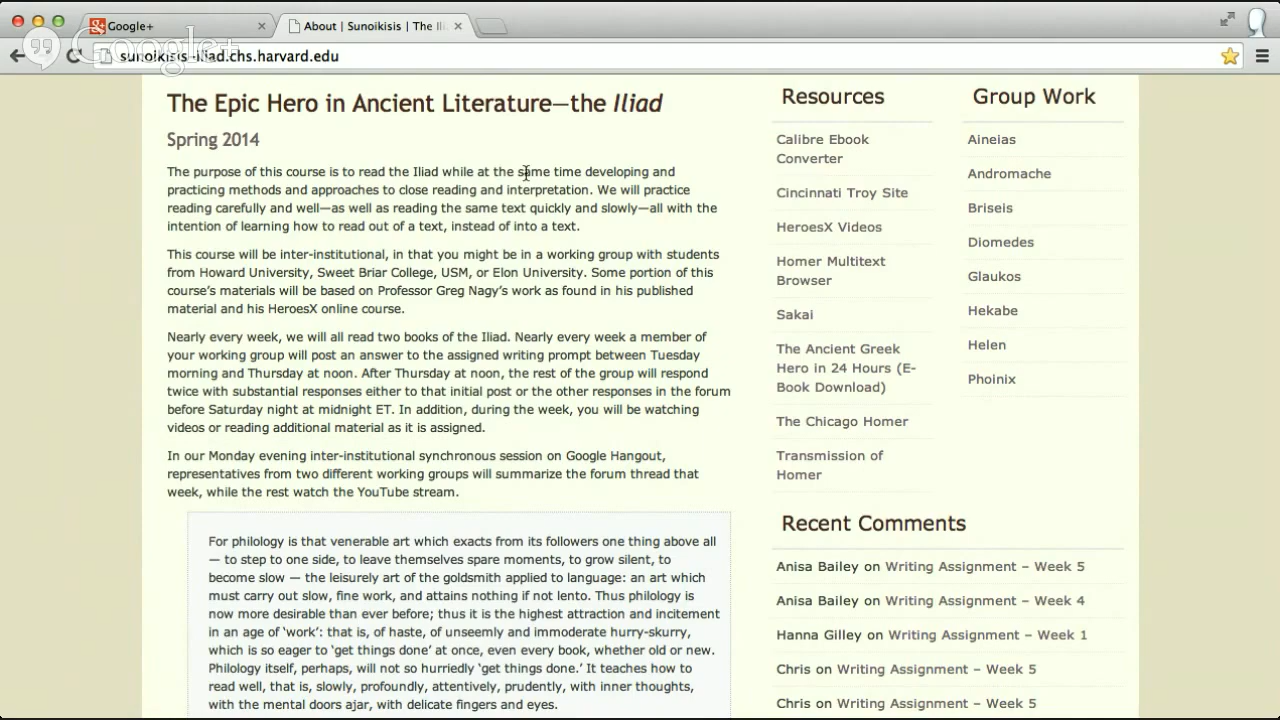 Google+
About | Sunoikisis | The Ili
Google+
sunoikisis-iliad.chs.harvard.edu
The Epic Hero in Ancient Literature—the Iliad
Spring 2014
The purpose of this course is to read the Iliad while at the same time developing and
practicing methods and approaches to close reading and interpretation. We will practice
reading carefully and well—as well as reading the same text quickly and slowly—all with the
intention of learning how to read out of a text, instead of into a text.
This course will be inter-institutional, in that you might be in a working group with students
from Howard University, Sweet Briar College, USM, or Elon University. Some portion of this
course's materials will be based on Professor Greg Nagy's work as found in his published
material and his HeroesX online course.
Nearly every week, we will all read two books of the Iliad. Nearly every week a member of
your working group will post an answer to the assigned writing prompt between Tuesday
morning and Thursday at noon. After Thursday at noon, the rest of the group will respond
twice with substantial responses either to that initial post or the other responses in the forum
before Saturday night at midnight ET. In addition, during the week, you will be watching
videos or reading additional material as it is assigned.
In our Monday evening inter-institutional synchronous session on Google Hangout,
representatives from two different working groups will summarize the forum thread that
week, while the rest watch the YouTube stream.
For philology is that venerable art which exacts from its followers one thing above all
— to step to one side, to leave themselves spare moments, to grow silent, to
become slow — the leisurely art of the goldsmith applied to language: an art which
must carry out slow, fine work, and attains nothing if not lento. Thus philology is
now more desirable than ever before; thus it is the highest attraction and incitement
in an age of 'work': that is, of haste, of unseemly and immoderate hurry-skurry,
which is so eager to 'get things done' at once, even every book, whether old or new.
Philology itself, perhaps, will not so hurriedly 'get things done.' It teaches how to
read well, that is, slowly, profoundly, attentively, prudently, with inner thoughts,
with the mental doors ajar, with delicate fingers and eyes.
Resources
Calibre Ebook
Converter
Cincinnati Troy Site
HeroesX Videos
Homer Multitext
Browser
Sakai
The Ancient Greek
Hero in 24 Hours (E-
Book Download)
The Chicago Homer
Transmission of
Homer
Group Work
Aineias
Andromache
Briseis
Diomedes
Glaukos
Hekabe
Helen
Phoinix
Recent Comments
Anisa Bailey on Writing Assignment – Week 5
Anisa Bailey on Writing Assignment – Week 4
Hanna Gilley on Writing Assignment – Week 1
Chris on Writing Assignment – Week 5
Chris on Writing Assignment – Week 5